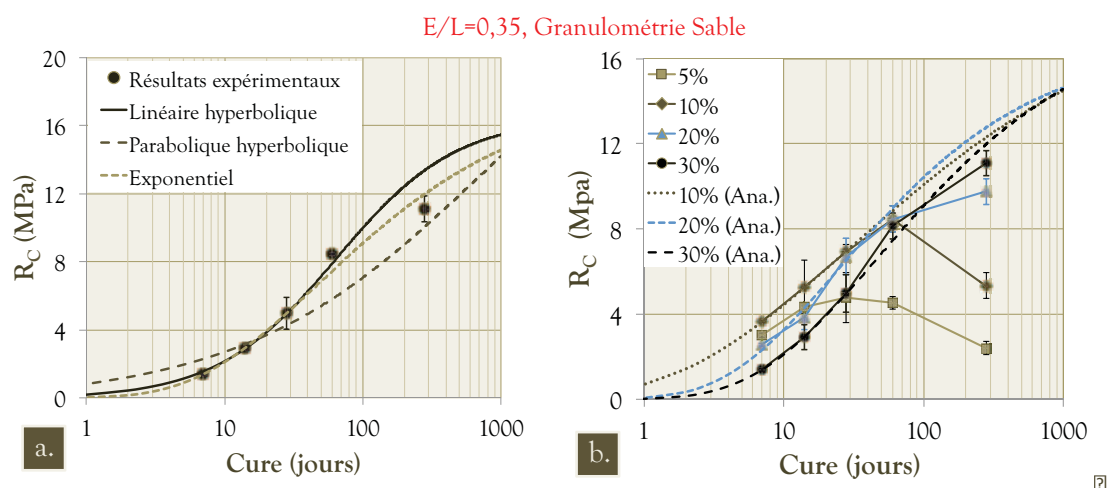 E/L=0,35, Granulométrie Sable
20
16
12
8
4
0
R_C (MPa)
Résultats expérimentaux
Linéaire hyperbolique
Parabolique hyperbolique
Exponentiel
1
10
100
1000
Cure (jours)
a.
16
12
8
4
0
R_C (Mpa)
5%
10%
20%
30%
10% (Ana.)
20% (Ana.)
30% (Ana.)
1
10
100
1000
Cure (jours)
b.
?